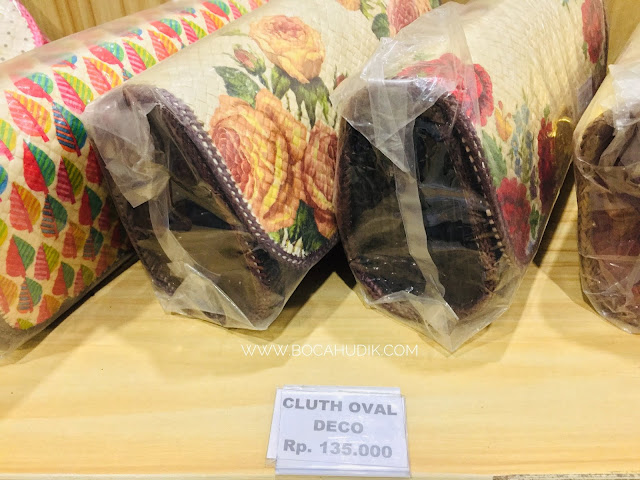 WWW.BOCAHUDIK.COM
CLUTH OVAL
DECO
Rp. 135.000